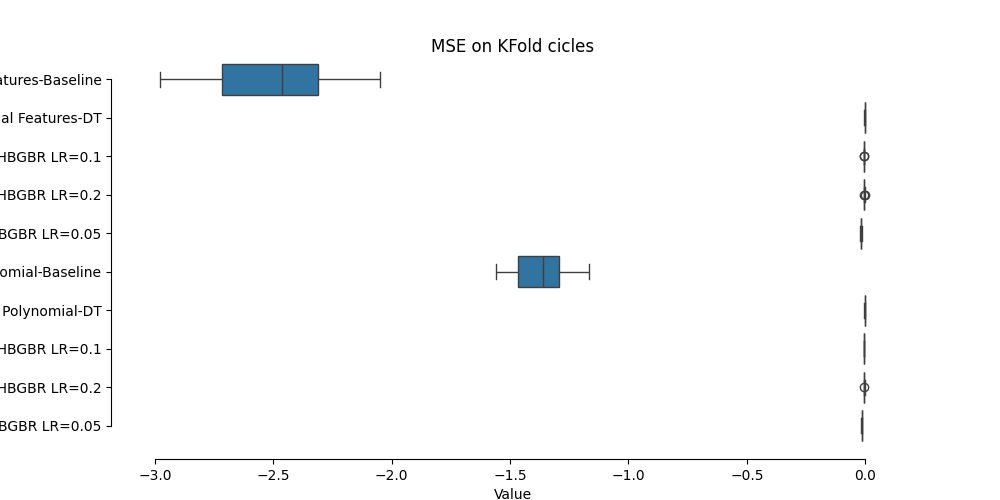 MSE on KFold cicles
atures-Baseline
al Features-DT
HBGBR LR=0.1
HBGBR LR=0.2
BGBR LR=0.05
omial-Baseline
Polynomial-DT
HBGBR LR=0.1
HBGBR LR=0.2
BGBR LR=0.05
−3.0 −2.5 −2.0 −1.5 −1.0 −0.5 0.0
Value